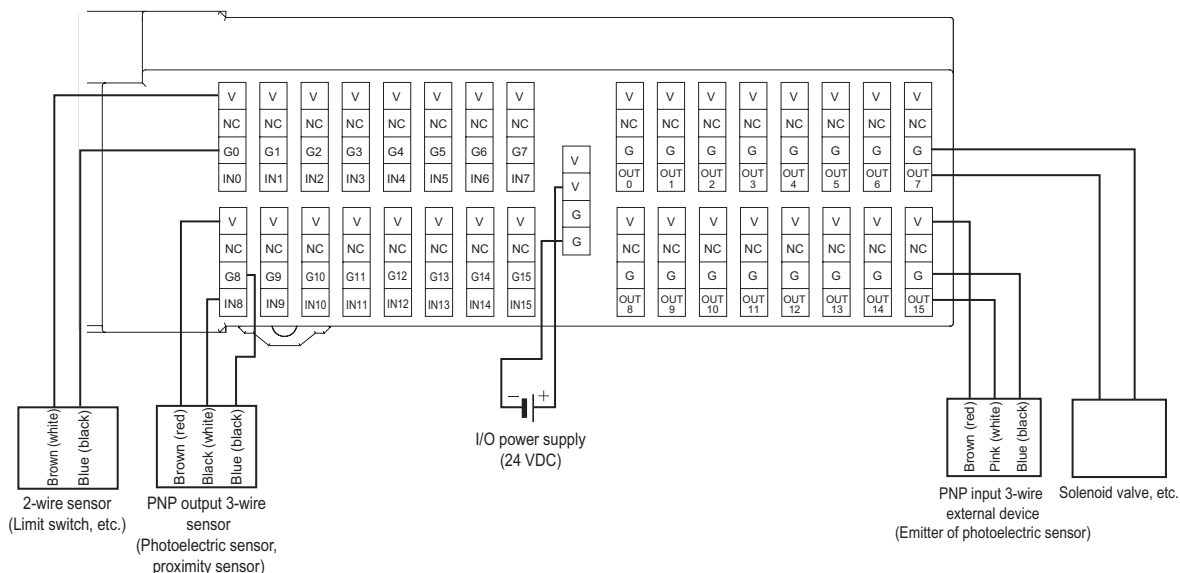 V V V V V V V V
NC NC NC NC NC NC NC NC
G0 G1 G2 G3 G4 G5 G6 G7
IN0 IN1 IN2 IN3 IN4 IN5 IN6 IN7
V V V V V V V V
NC NC NC NC NC NC NC NC
G8 G9 G10 G11 G12 G13 G14 G15
IN8 IN9 IN10 IN11 IN12 IN13 IN14 IN15
V
V
G
G
V V V V V V V V
NC NC NC NC NC NC NC NC
G G G G G G G G
OUT OUT OUT OUT OUT OUT OUT OUT
0 1 2 3 4 5 6 7
V V V V V V V V
NC NC NC NC NC NC NC NC
G G G G G G G G
OUT OUT OUT OUT OUT OUT OUT OUT
8 9 10 11 12 13 14 15
Brown (white)
Blue (black)
2-wire sensor
(Limit switch, etc.)
Brown (red)
Black (white)
Blue (black)
PNP output 3-wire
sensor
(Photoelectric sensor,
proximity sensor)
– +
I/O power supply
(24 VDC)
Brown (red)
Pink (white)
Blue (black)
PNP input 3-wire
external device
(Emitter of photoelectric sensor)
Solenoid valve, etc.